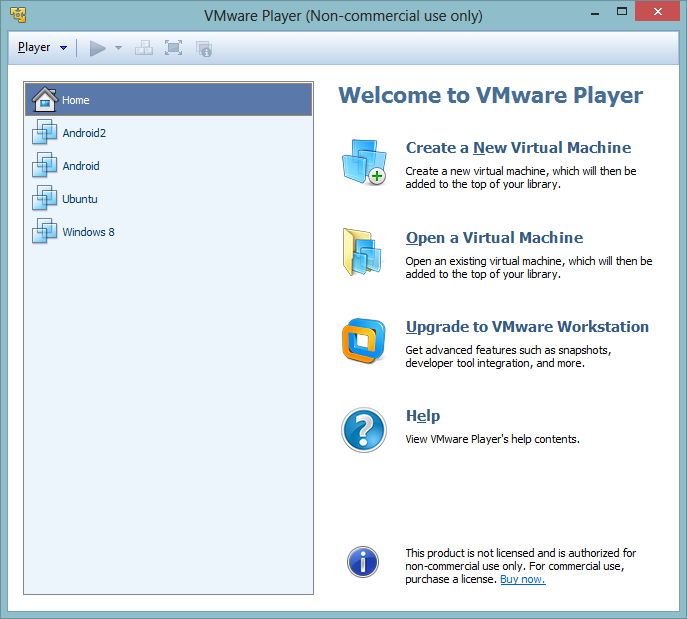 VMware Player (Non-commercial use only)
Player
Home
Android2
Android
Ubuntu
Windows 8
Welcome to VMware Player
Create a New Virtual Machine
Create a new virtual machine, which will then be
added to the top of your library.
Open a Virtual Machine
Open an existing virtual machine, which will then be
added to the top of your library.
Upgrade to VMware Workstation
Get advanced features such as snapshots,
developer tool integration, and more.
Help
View VMware Player's help contents.
This product is not licensed and is authorized for
non-commercial use only. For commercial use,
purchase a license. Buy now.